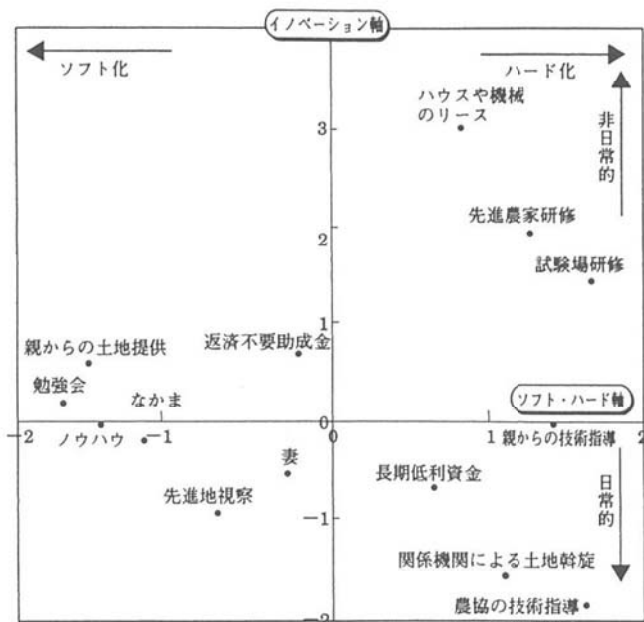 イノベーション軸
ソフト化
ハード化
ハウスや機械
のリース
非日常的
3
先進農家研修
2
試験場研修
1
返済不要助成金
親からの土地提供
勉強会
なかま
ソフト・ハード軸
-2
ノウハウ
-1
0
1
親からの技術指導
2
妻
長期低利資金
先進地視察
日常的
-1
関係機関による土地斡旋
農協の技術指導
-2